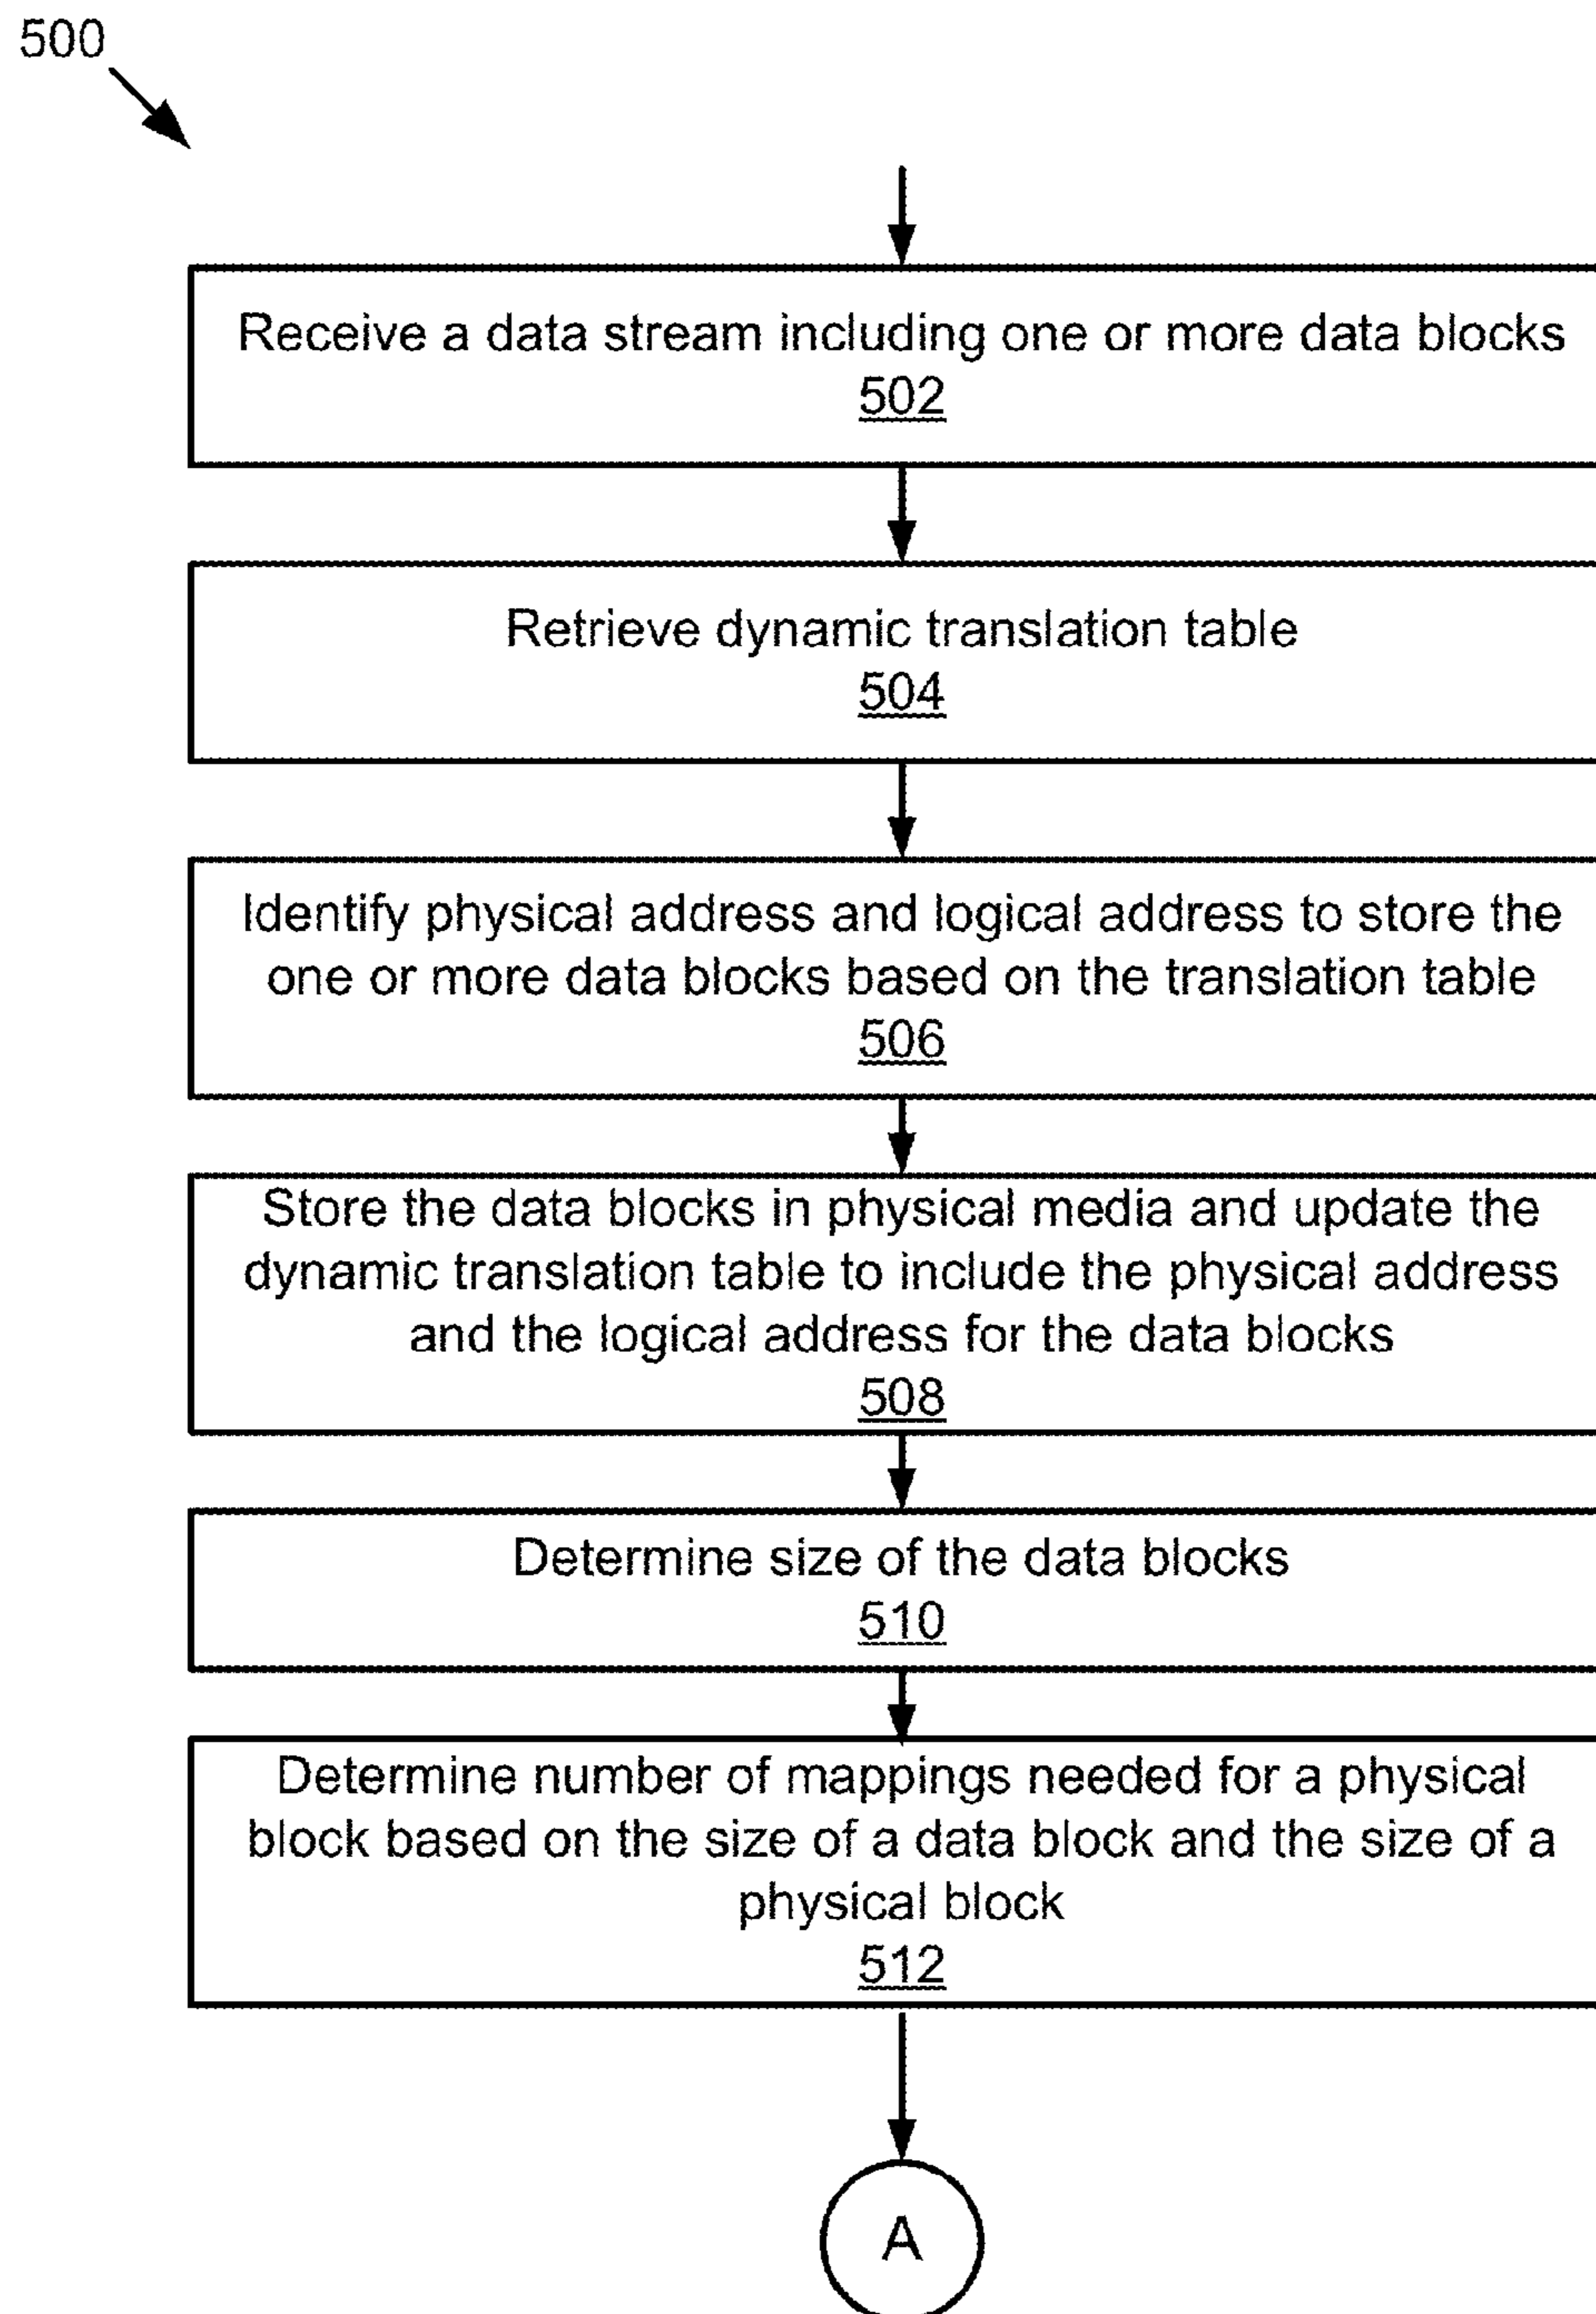 500
Receive a data stream including one or more data blocks
502
Retrieve dynamic translation table
504
Identify physical address and logical address to store the
one or more data blocks based on the translation table
506
Store the data blocks in physical media and update the
dynamic translation table to include the physical address
and the logical address for the data blocks
508
Determine size of the data blocks
510
Determine number of mappings needed for a physical
block based on the size of a data block and the size of a
physical block
512
A